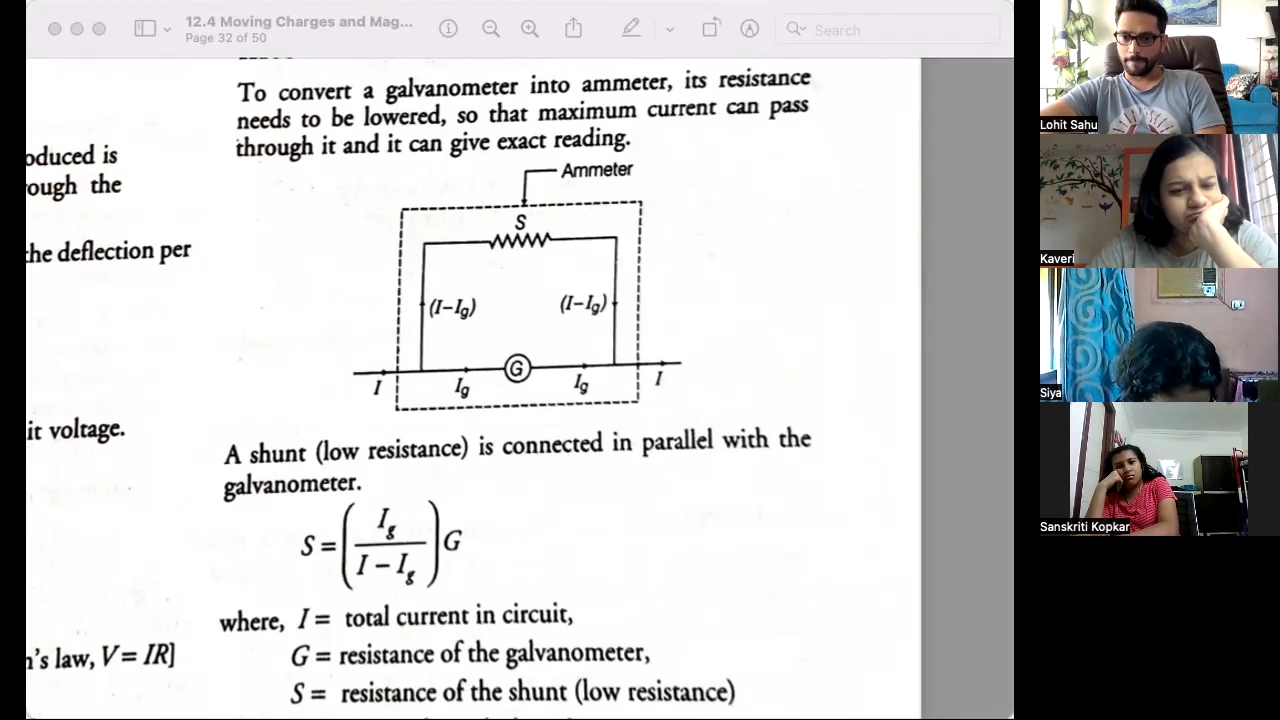 12.4 Moving Charges and Mag...
Page 32 of 50
Search
To convert a galvanometer into ammeter, its resistance
needs to be lowered, so that maximum current can pass
through it and it can give exact reading.
oduced is
ough the
he deflection per
it voltage.
n's law, V = IR]
Ammeter
S
(I–Ig)
(I–Ig)
G
I
Ig
Ig
I
A shunt (low resistance) is connected in parallel with the
galvanometer.
S = (Ig / I – Ig) G
where, I = total current in circuit,
G = resistance of the galvanometer,
S = resistance of the shunt (low resistance)
Lohit Sahu
Kaveri
Siya
Sanskriti Kopkar